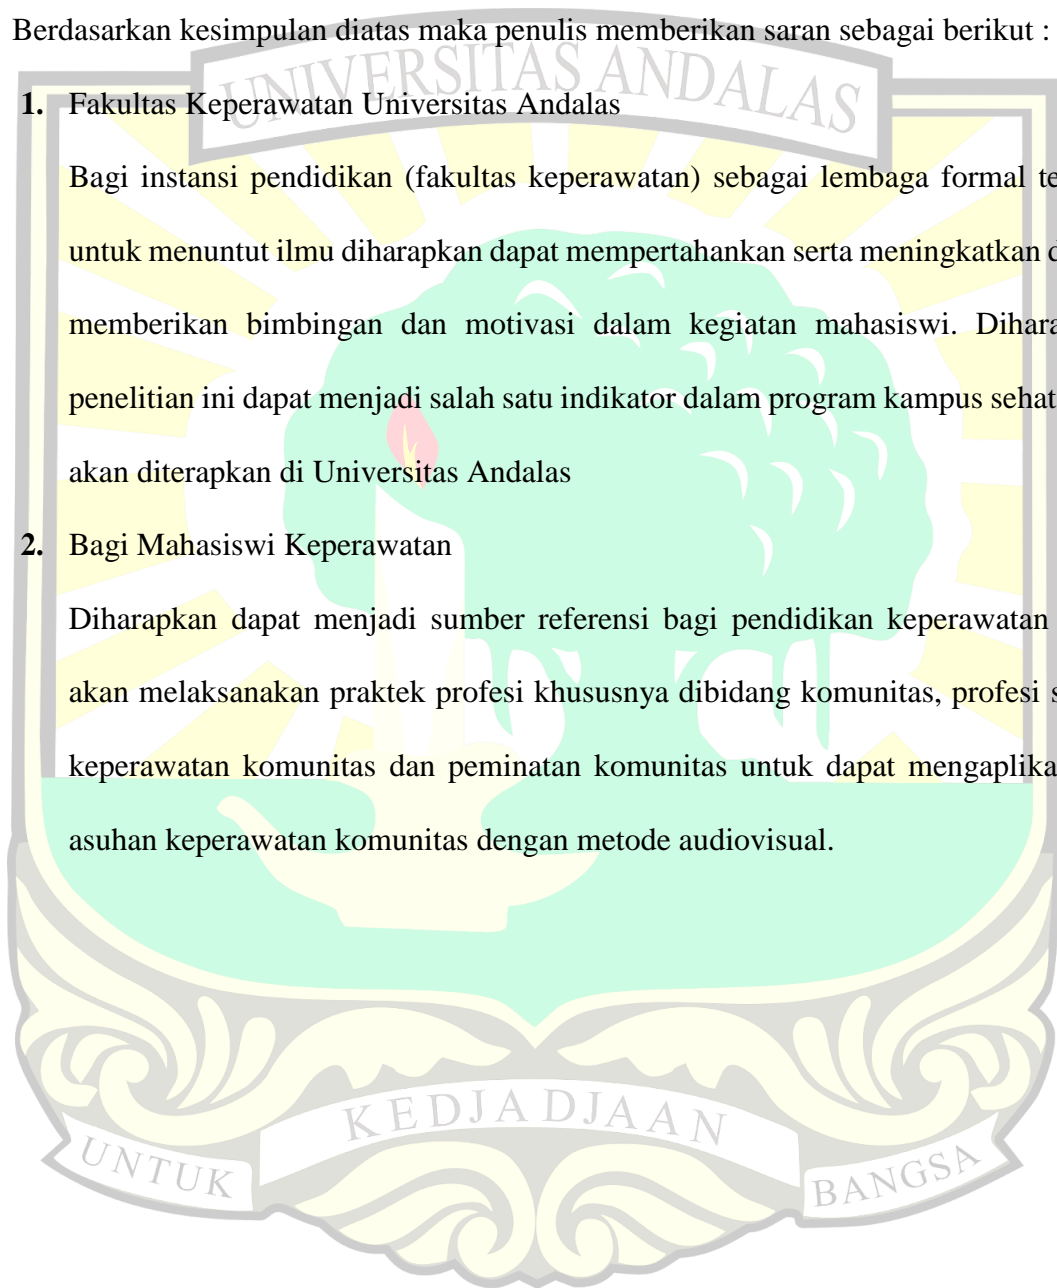 Berdasarkan kesimpulan diatas maka penulis memberikan saran sebagai berikut :
UNIVERSITAS ANDALAS
1. Fakultas Keperawatan Universitas Andalas
Bagi instansi pendidikan (fakultas keperawatan) sebagai lembaga formal
untuk menuntut ilmu diharapkan dapat mempertahankan serta meningkatkan
memberikan bimbingan dan motivasi dalam kegiatan mahasiswi.
penelitian ini dapat menjadi salah satu indikator dalam program kampus sehat
akan diterapkan di Universitas Andalas
2. Bagi Mahasiswi Keperawatan
Diharapkan dapat menjadi sumber referensi bagi pendidikan keperawatan
akan melaksanakan praktek profesi khususnya dibidang komunitas, profesi
keperawatan komunitas dan peminatan komunitas untuk dapat
asuhan keperawatan komunitas dengan metode audiovisual.
UNTUK KEDJADJAAN BANGSA